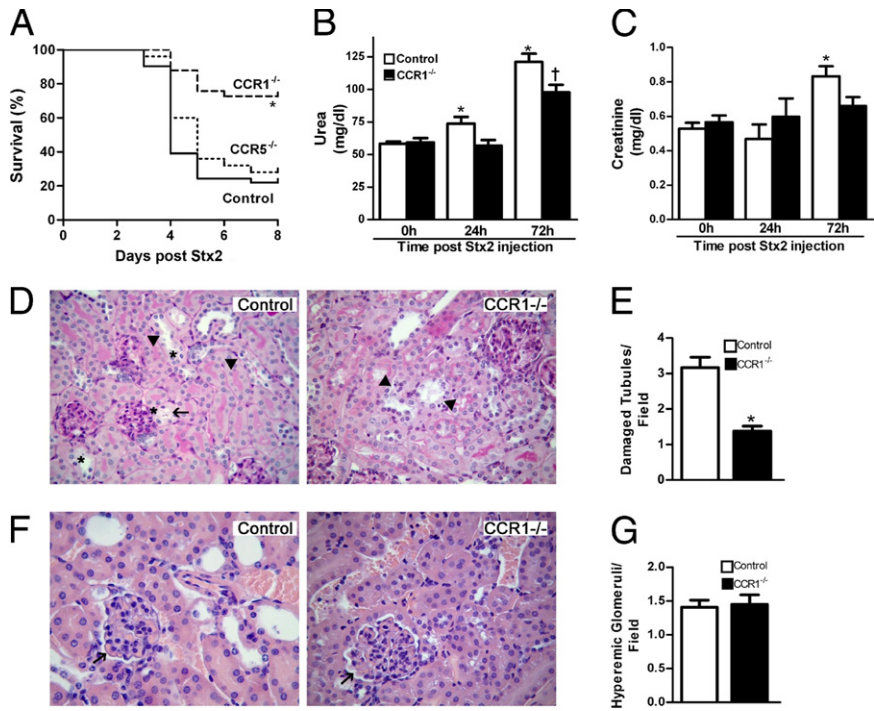 A
Survival (%)
100
80
60
40
20
0
CCR1-/-
*
CCR5-/-
Control
0 2 4 6 8
Days post Stx2
B
Urea
(mg/dl)
150
125
100
75
50
25
0
Control
CCR1-/-
*
*
†
0h 24h 72h
Time post Stx2 injection
C
Creatinine
(mg/dl)
1.0
0.8
0.6
0.4
0.2
0.0
*
0h 24h 72h
Time post Stx2 injection
D
Control
*
*
*
CCR1-/-
E
Damaged Tubules/
Field
4
3
2
1
0
Control
CCR1-/-
*
F
Control
CCR1-/-
G
Hyperemic Glomeruli/
Field
2.0
1.5
1.0
0.5
0.0
Control
CCR1-/-